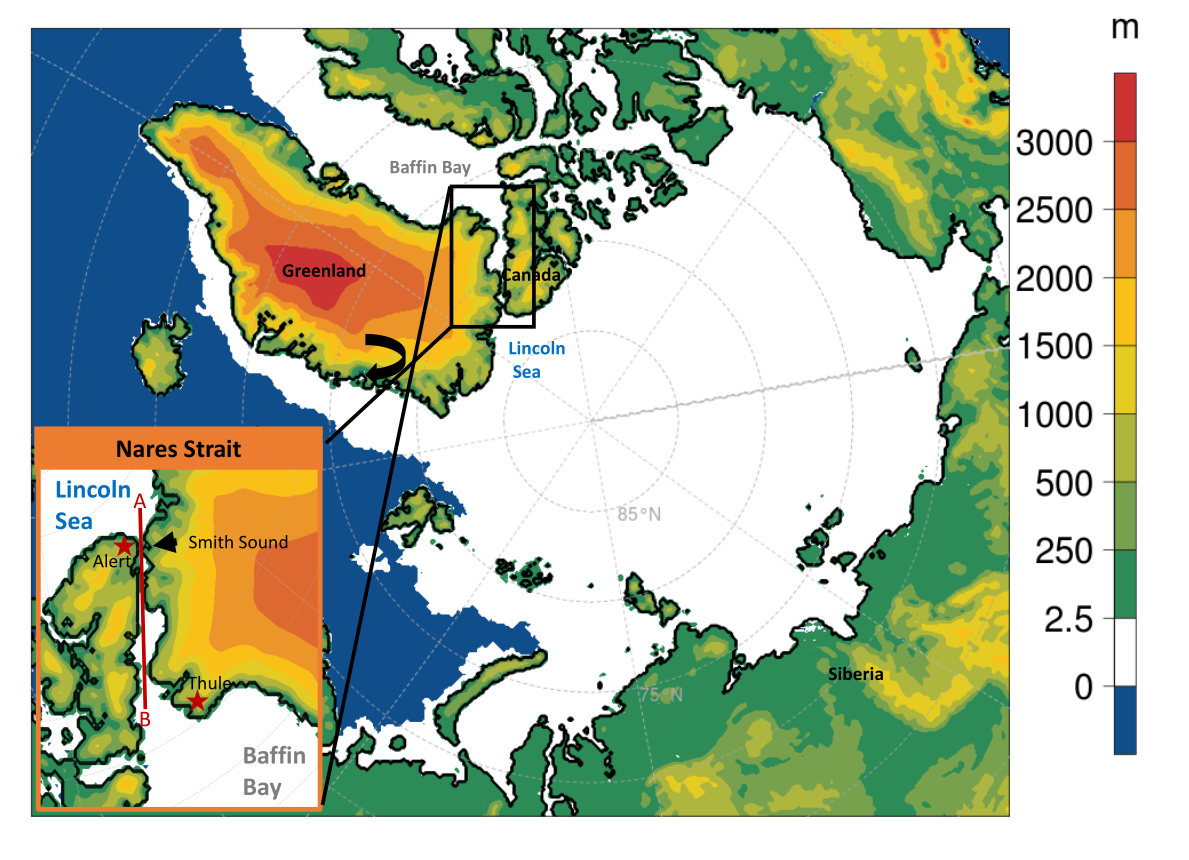 m
Baffin Bay
3000
2500
Greenland
Canada
2000
1500
Lincoln
Sea
1000
Nares Strait
500
Lincoln
Sea
A
85°N
Smith Sound
Alert
250
2.5
Siberia
Thule
75°N
0
B
Baffin
Bay